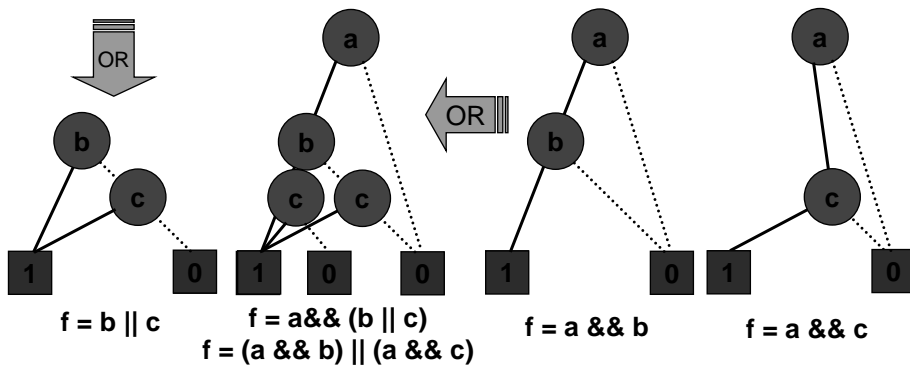 OR
a
a
a
OR
b
b
b
c
c
c
c
1
0
1
0
0
1
0
1
0
f = b || c
f = a&& (b || c)
f = (a && b) || (a && c)
f = a && b
f = a && c